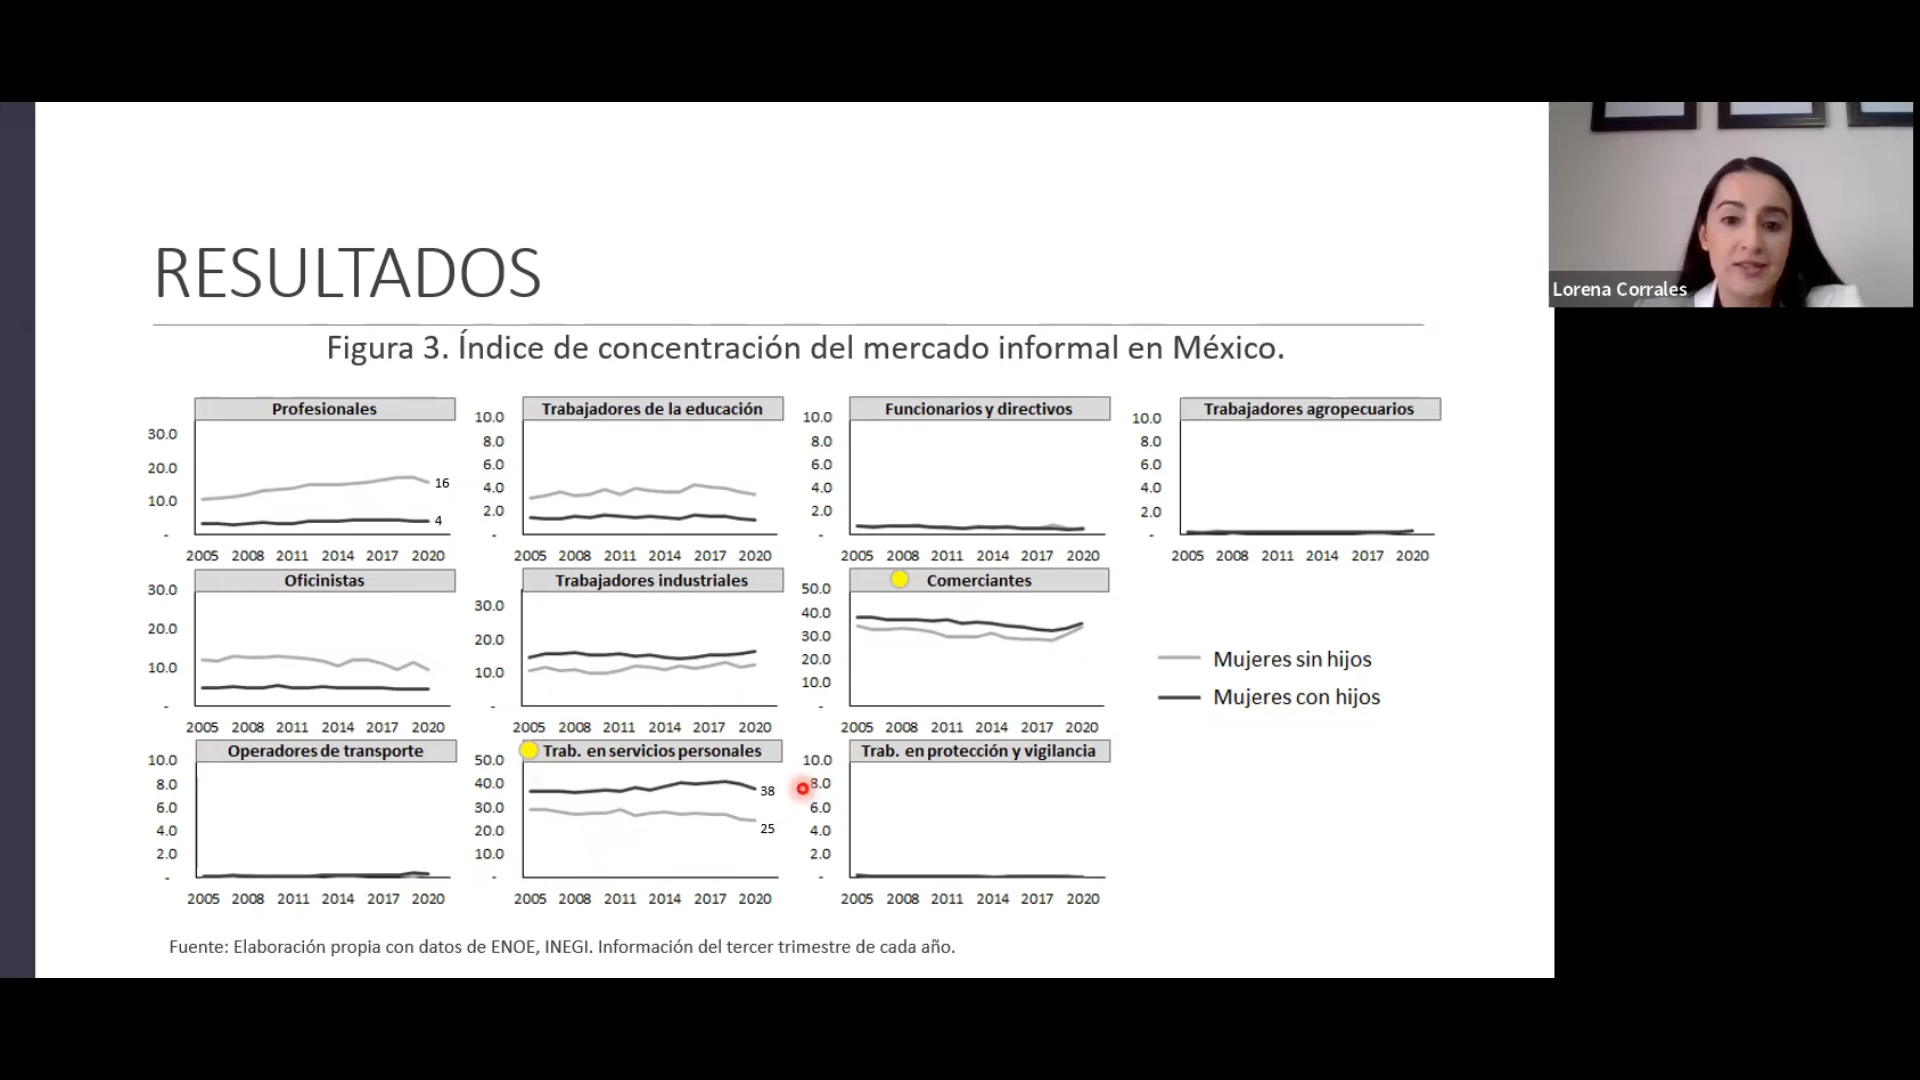 Lorena Corrales
RESULTADOS
Figura 3. Índice de concentración del mercado informal en México.
Profesionales
30.0
20.0
10.0
-
16
4
2005 2008 2011 2014 2017 2020
Trabajadores de la educación
10.0
8.0
6.0
4.0
2.0
-
2005 2008 2011 2014 2017 2020
Funcionarios y directivos
10.0
8.0
6.0
4.0
2.0
-
2005 2008 2011 2014 2017 2020
Trabajadores agropecuarios
10.0
8.0
6.0
4.0
2.0
-
2005 2008 2011 2014 2017 2020
Oficinistas
30.0
20.0
10.0
-
2005 2008 2011 2014 2017 2020
Trabajadores industriales
30.0
20.0
10.0
-
2005 2008 2011 2014 2017 2020
Comerciantes
50.0
40.0
30.0
20.0
10.0
-
2005 2008 2011 2014 2017 2020
Mujeres sin hijos
Mujeres con hijos
Operadores de transporte
10.0
8.0
6.0
4.0
2.0
-
2005 2008 2011 2014 2017 2020
Trab. en servicios personales
50.0
40.0
30.0
20.0
10.0
-
38
25
2005 2008 2011 2014 2017 2020
Trab. en protección y vigilancia
10.0
8.0
6.0
4.0
2.0
-
2005 2008 2011 2014 2017 2020
Fuente: Elaboración propia con datos de ENOE, INEGI. Información del tercer trimestre de cada año.